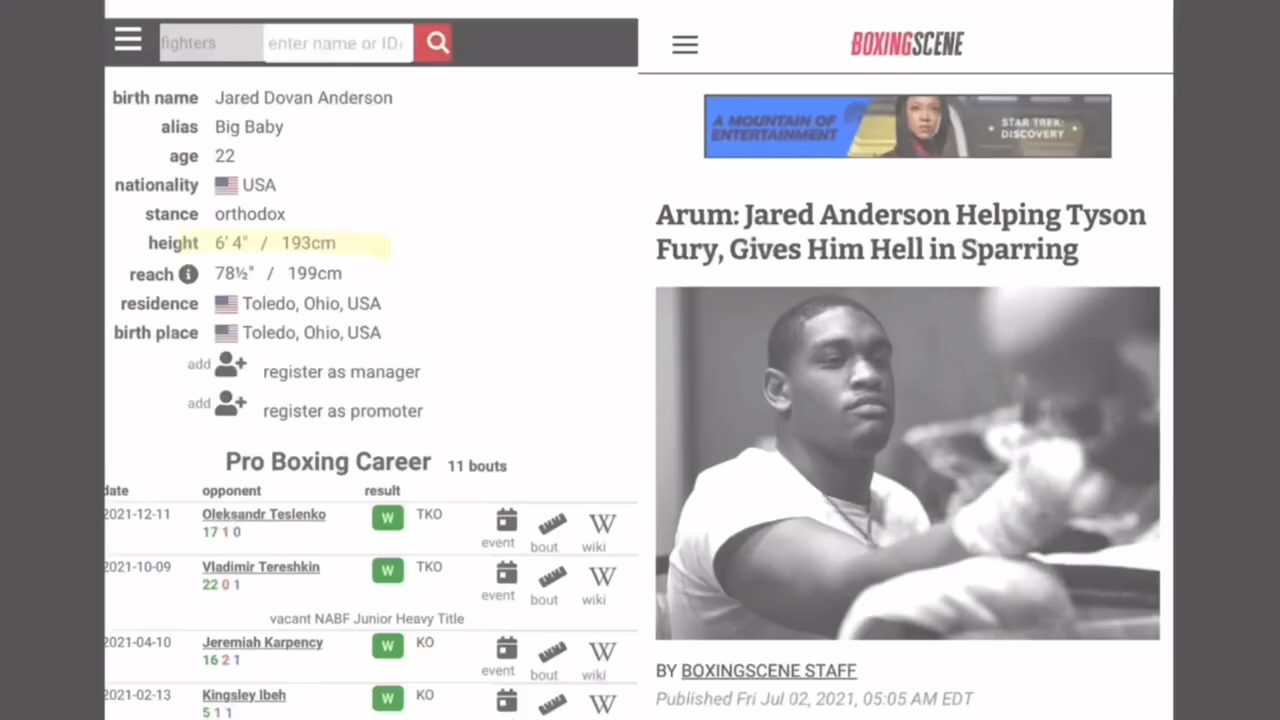 fighters enter name or ID
birth name Jared Dovan Anderson
alias Big Baby
age 22
nationality USA
stance orthodox
height 6' 4" / 193cm
reach 78½" / 199cm
residence Toledo, Ohio, USA
birth place Toledo, Ohio, USA
add register as manager
add register as promoter
Pro Boxing Career 11 bouts
date opponent result
2021-12-11 Oleksandr Teslenko W TKO
17 1 0
event bout wiki
2021-10-09 Vladimir Tereshkin W TKO
22 0 1
event bout wiki
vacant NABF Junior Heavy Title
2021-04-10 Jeremiah Karpency W KO
16 2 1
event bout wiki
2021-02-13 Kingsley Ibeh W KO
5 1 1
BOXINGSCENE
A MOUNTAIN OF
ENTERTAINMENT
STAR TREK:
DISCOVERY
Arum: Jared Anderson Helping Tyson
Fury, Gives Him Hell in Sparring
BY BOXINGSCENE STAFF
Published Fri Jul 02, 2021, 05:05 AM EDT